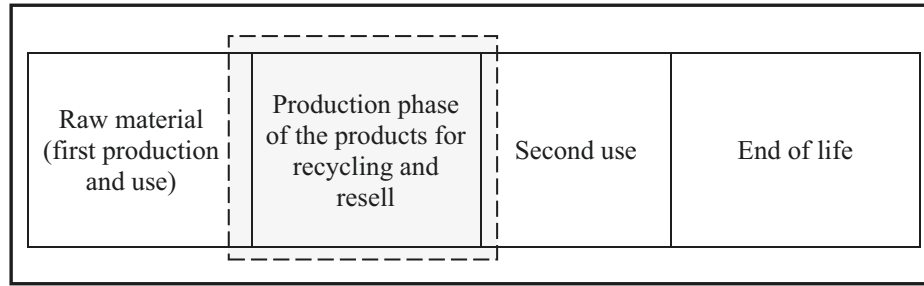 Raw material
(first production
and use)
Production phase
of the products for
recycling and
resell
Second use
End of life